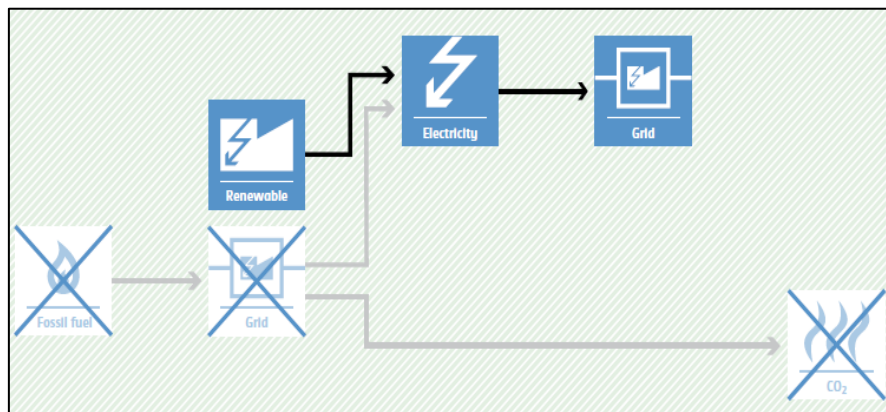 Electricity
Grid
Renewable
Fossil fuel
Grid
CO₂